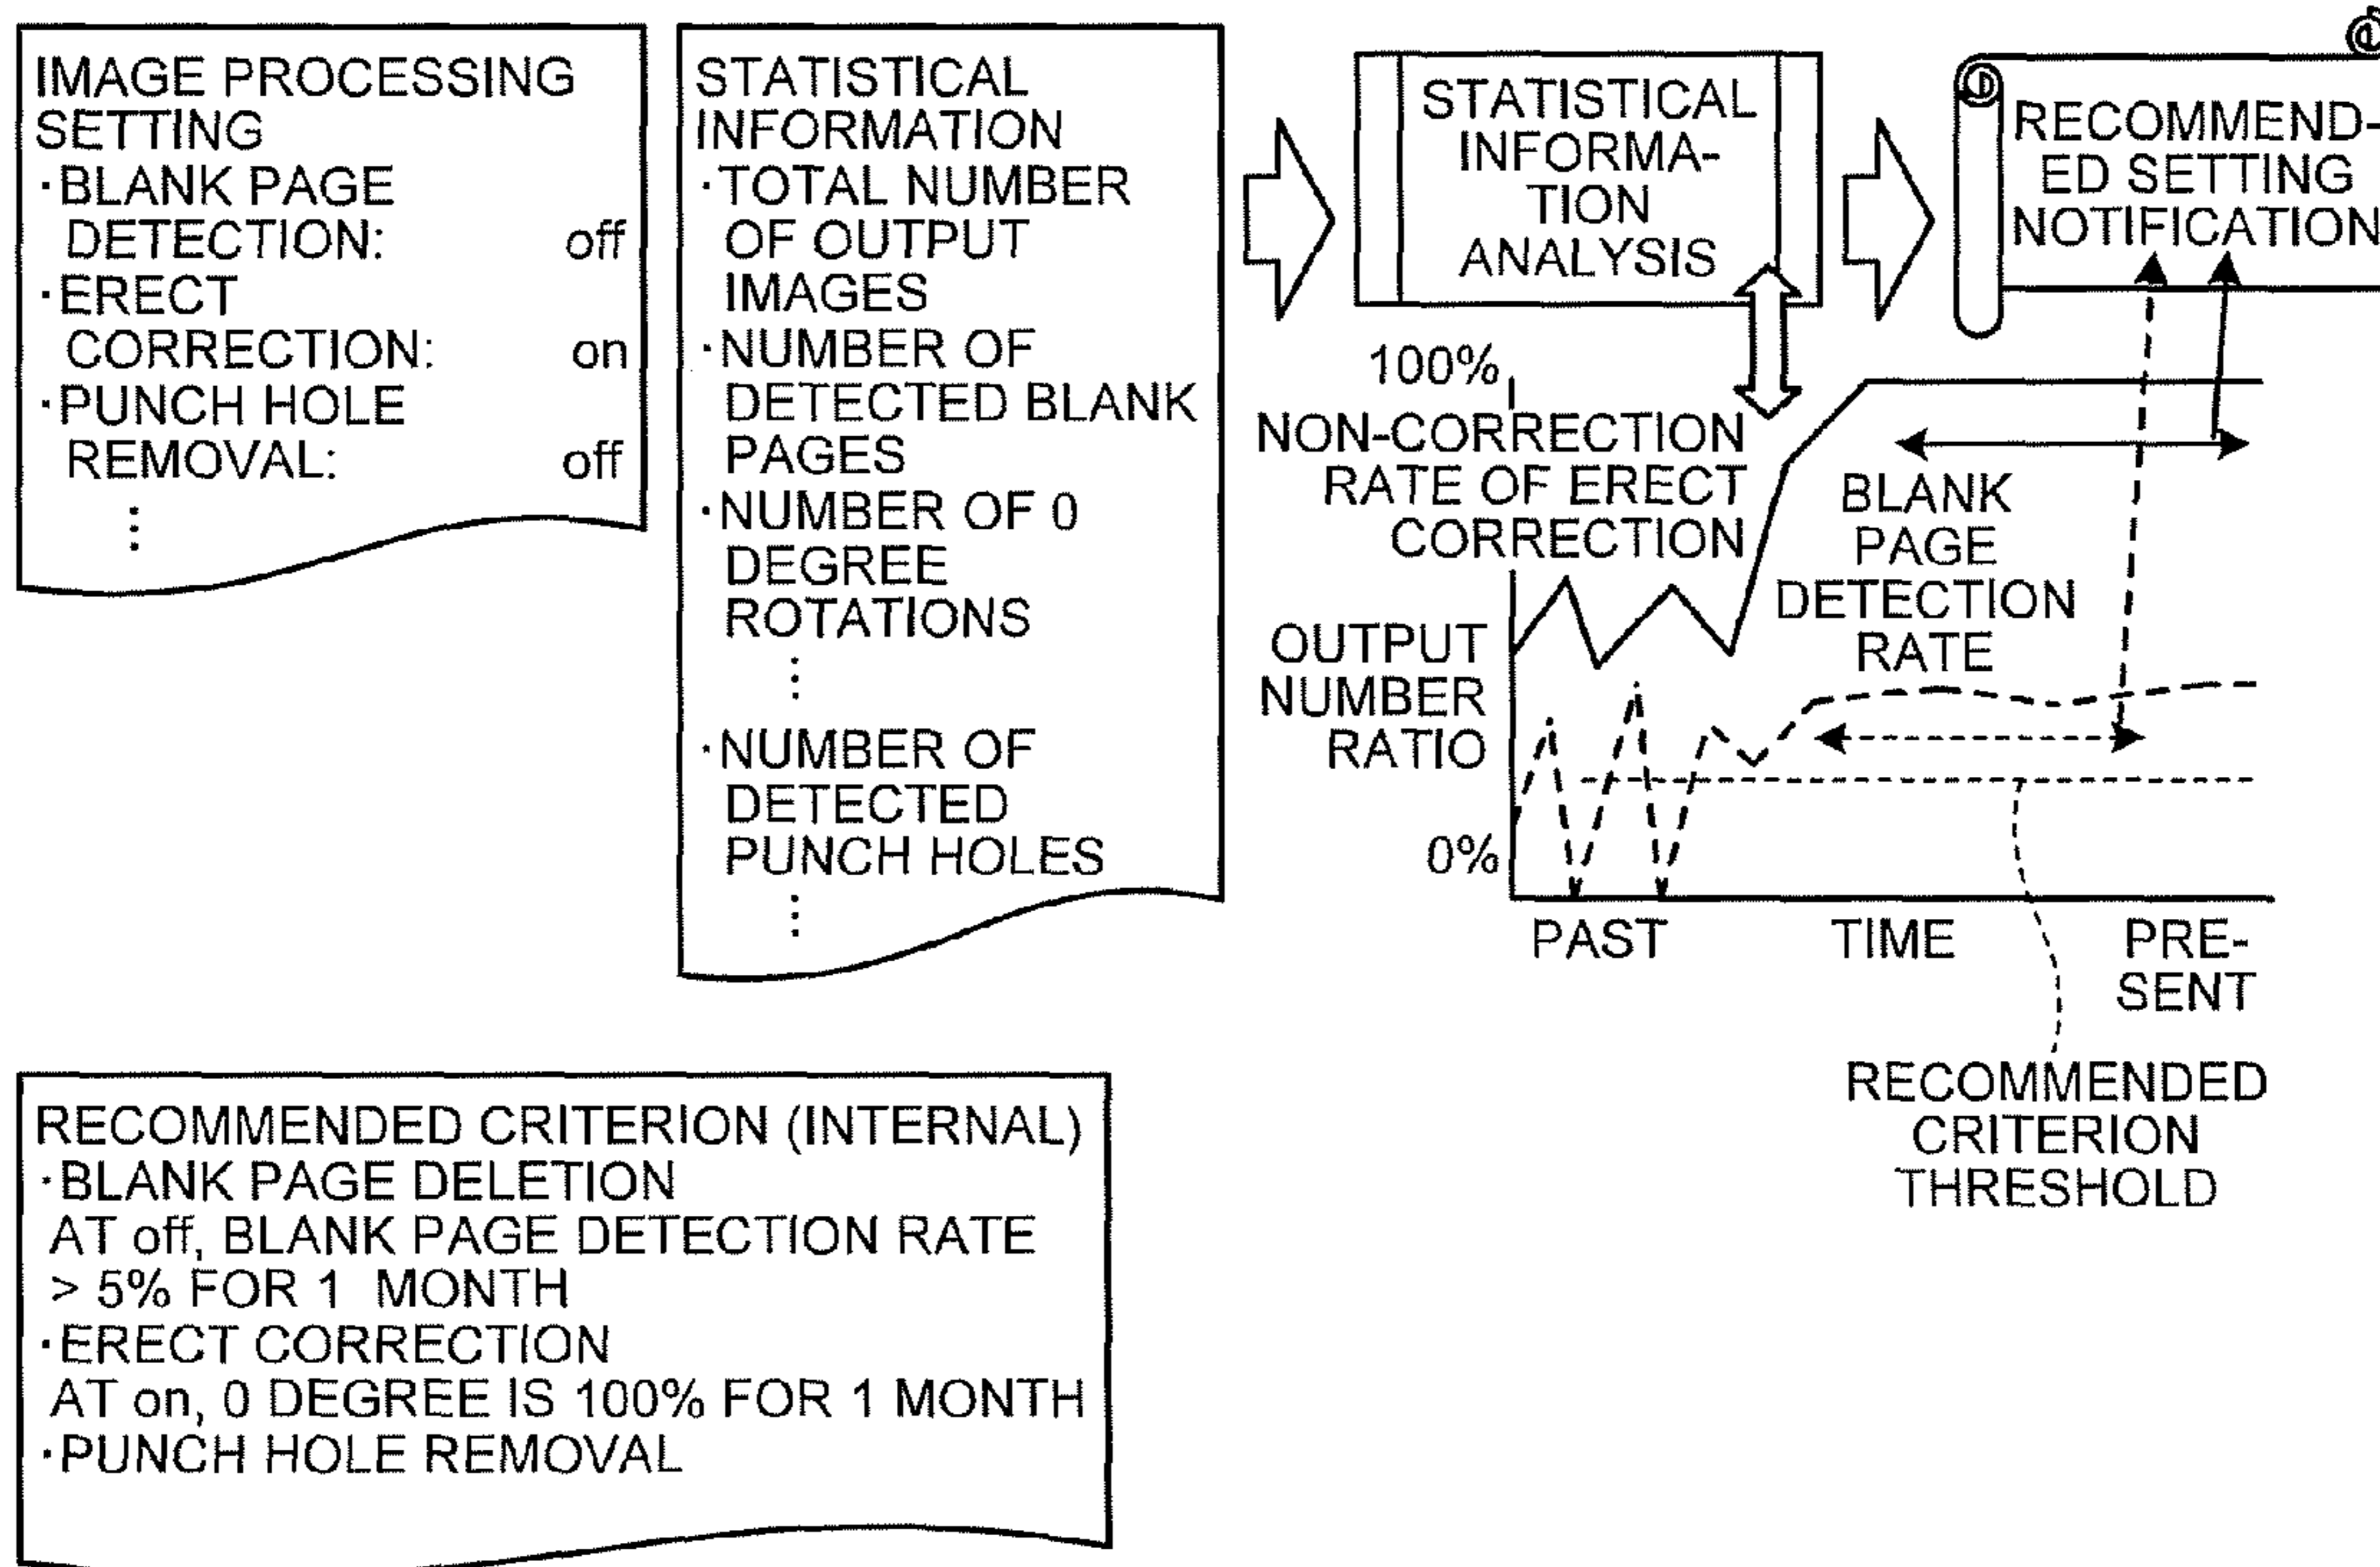 IMAGE PROCESSING
SETTING
·BLANK PAGE
DETECTION: off
·ERECT
CORRECTION: on
·PUNCH HOLE
REMOVAL: off
⋮
STATISTICAL
INFORMATION
·TOTAL NUMBER
OF OUTPUT
IMAGES
·NUMBER OF
DETECTED BLANK
PAGES
·NUMBER OF 0
DEGREE
ROTATIONS
⋮
·NUMBER OF
DETECTED
PUNCH HOLES
⋮
STATISTICAL
INFORMA-
TION
ANALYSIS
RECOMMEND-
ED SETTING
NOTIFICATION
100%
NON-CORRECTION
RATE OF ERECT
CORRECTION
BLANK
PAGE
DETECTION
RATE
OUTPUT
NUMBER
RATIO
0%
PAST
TIME
PRE-
SENT
RECOMMENDED
CRITERION
THRESHOLD
RECOMMENDED CRITERION (INTERNAL)
·BLANK PAGE DELETION
AT off, BLANK PAGE DETECTION RATE
> 5% FOR 1 MONTH
·ERECT CORRECTION
AT on, 0 DEGREE IS 100% FOR 1 MONTH
·PUNCH HOLE REMOVAL